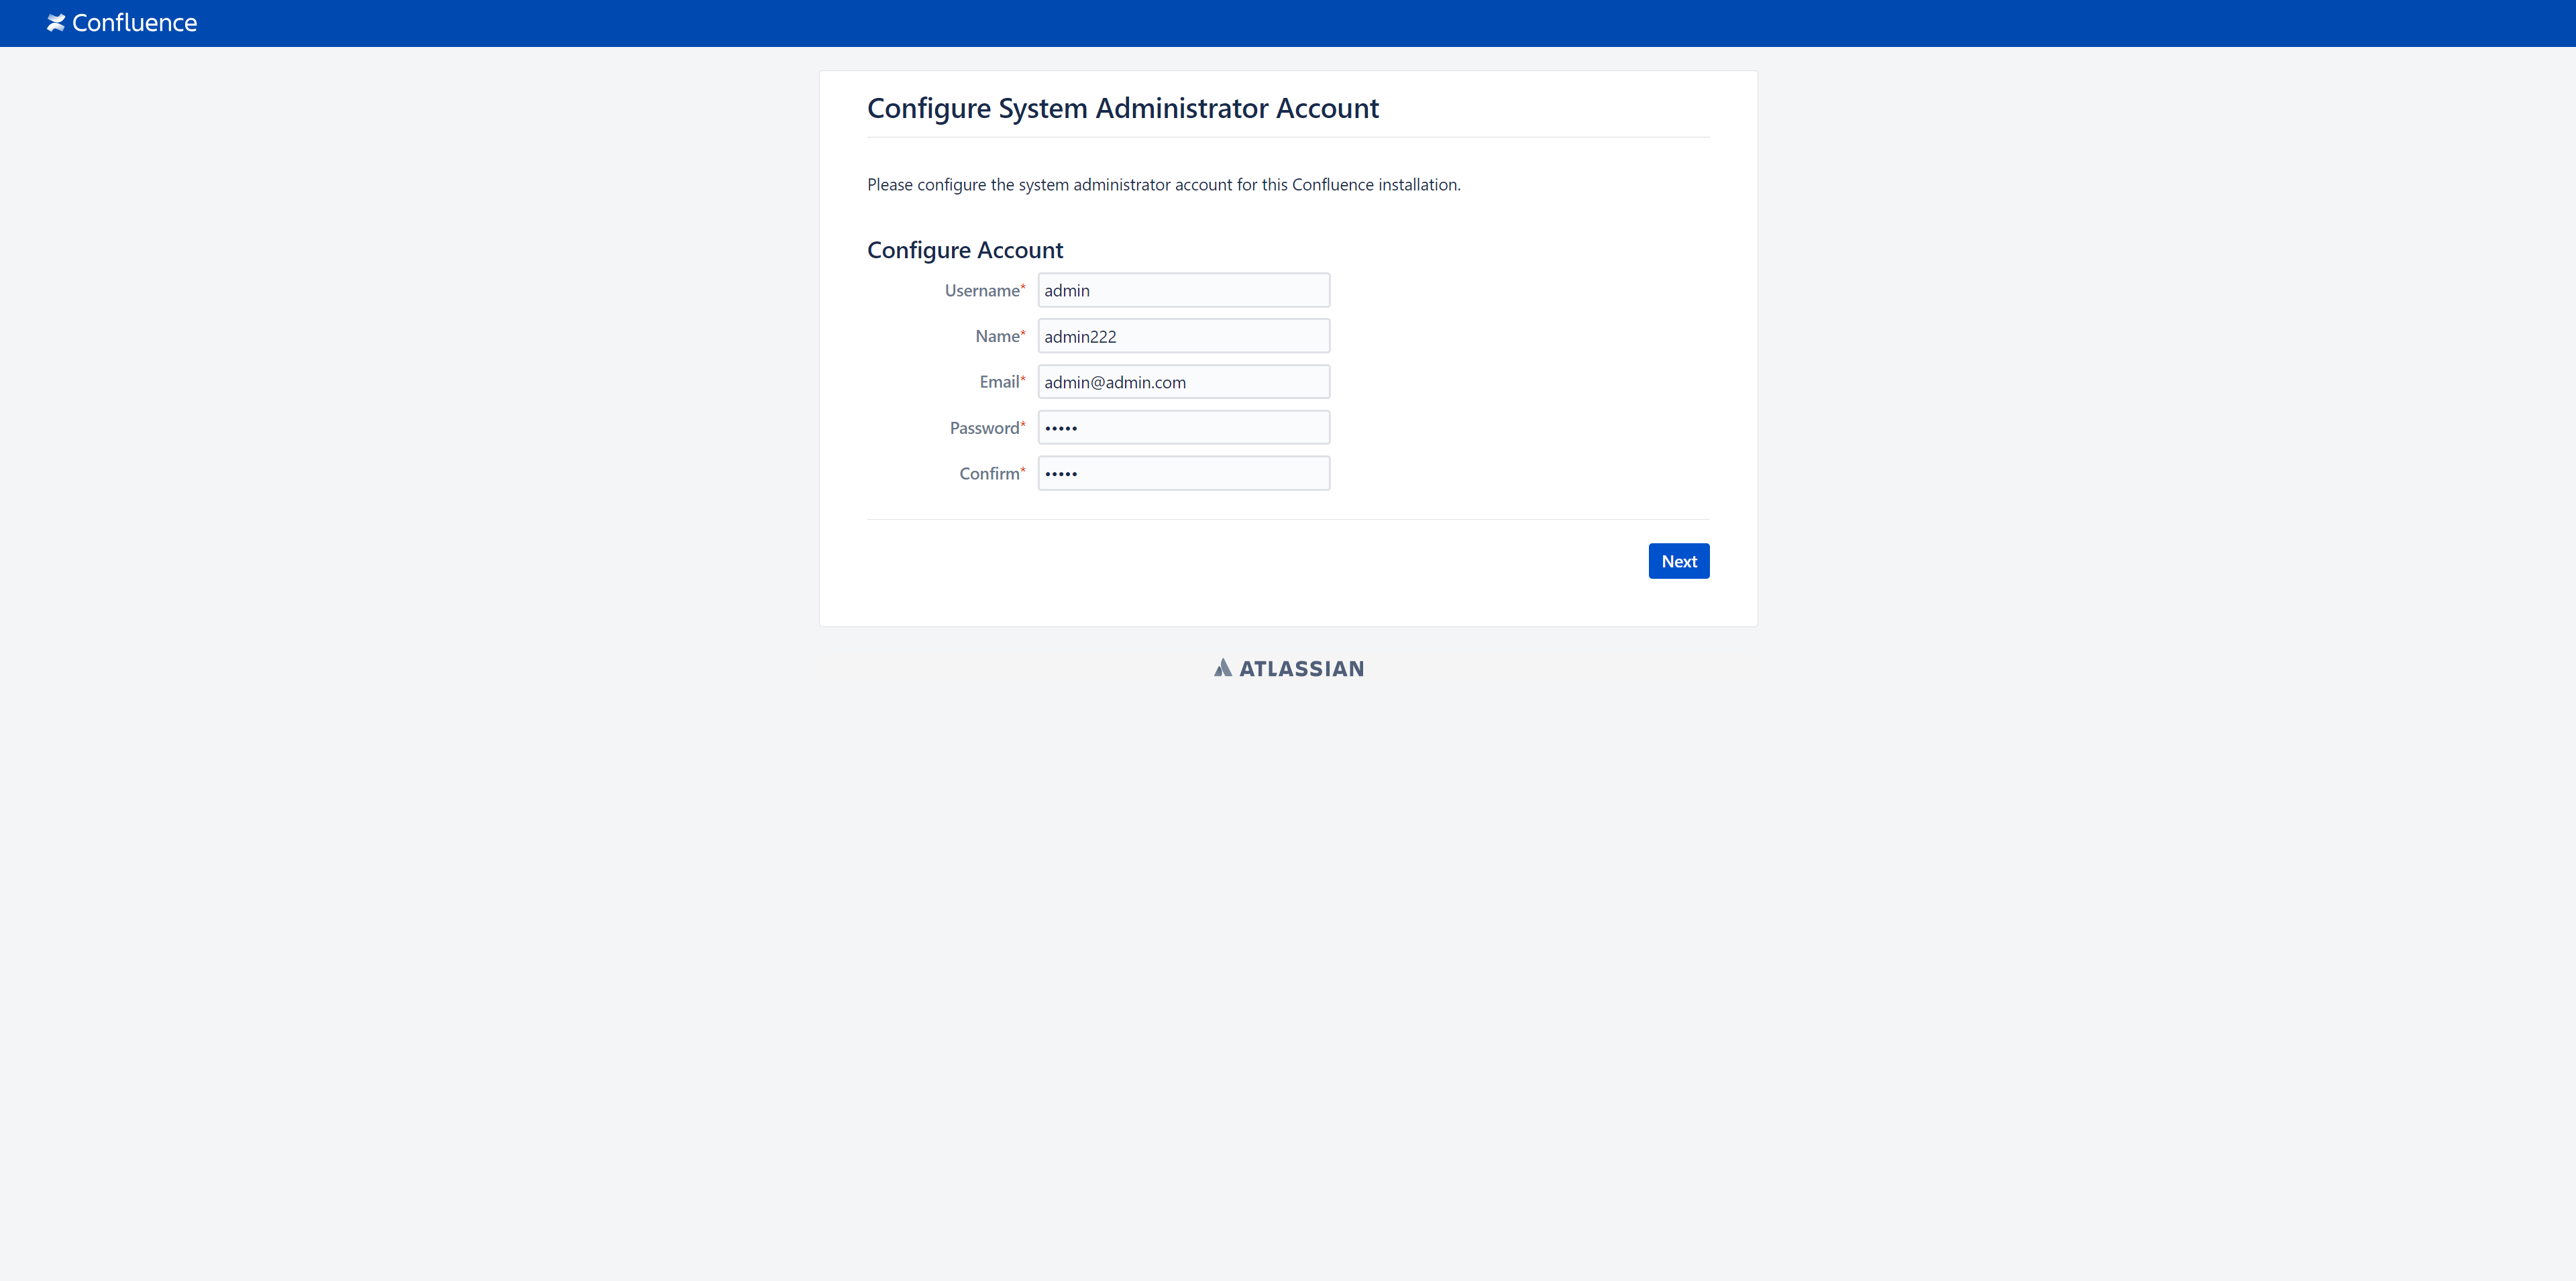 Confluence
Configure System Administrator Account
Please configure the system administrator account for this Confluence installation.
Configure Account
Username* admin
Name* admin222
Email* admin@admin.com
Password* •••••
Confirm* •••••
Next
ATLASSIAN